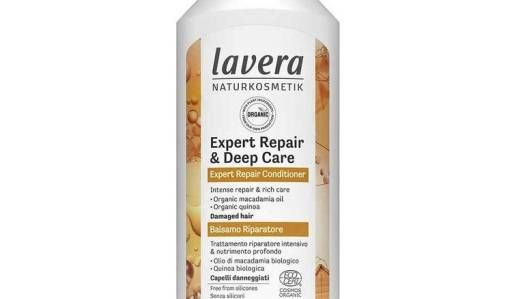 lavera
NATURKOSMETIK
ORGANIC
Expert Repair
& Deep Care
Expert Repair Conditioner
Intense repair & rich care
• Organic macadamia oil
• Organic quinoa
Damaged hair
Balsamo Riparatore
Trattamento riparatore intensivo
& nutrimento profondo
• Olio di macadamia biologico
• Quinoa biologica
Capelli danneggiati
Free from silicones
Senza siliconi
ECO
CERT
COSMOS
ORGANIC